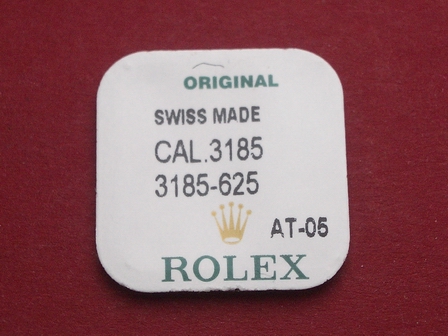 ORIGINAL
SWISS MADE
CAL.3185
3185-625
AT-05
ROLEX